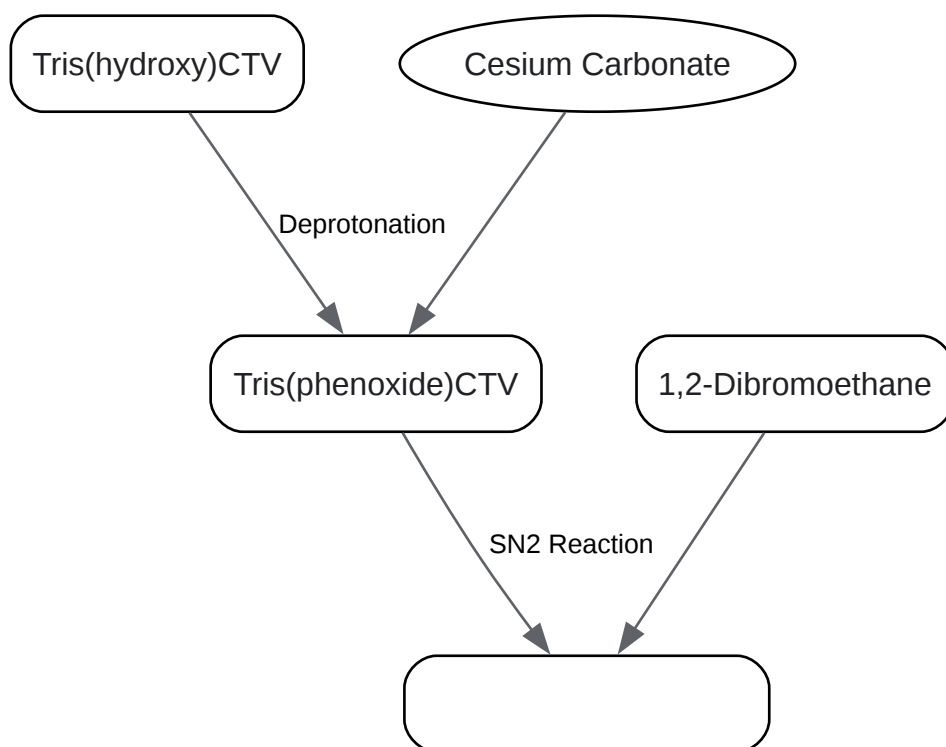 Tris(hydroxy)CTV
Cesium Carbonate
Deprotonation
Tris(phenoxide)CTV
1,2-Dibromoethane
SN2 Reaction